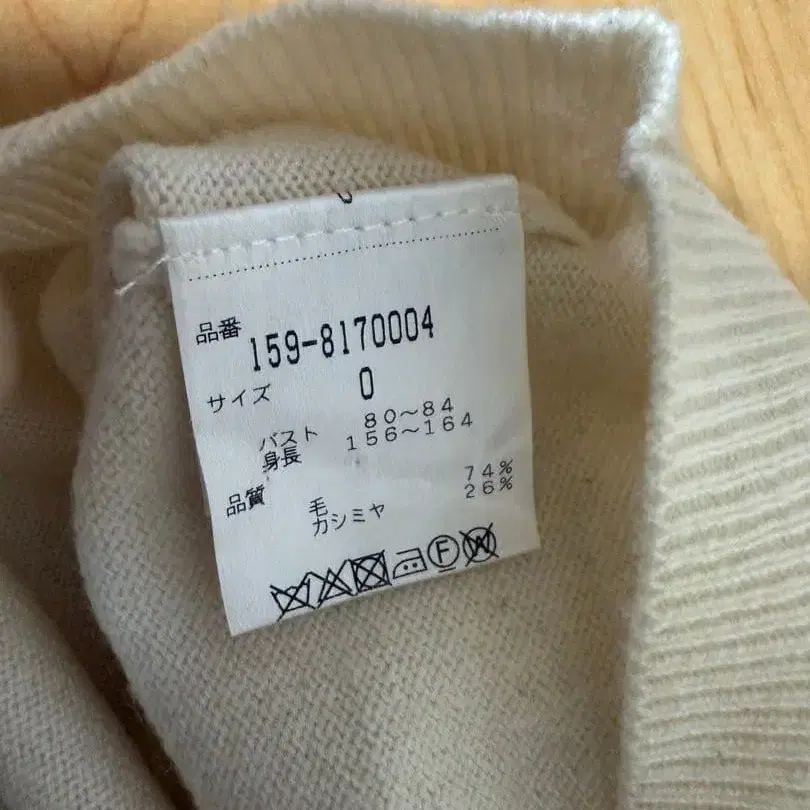 品番 159-8170004
サイズ 0
バスト 80～84
身長 156～164
品質 毛 74%
カシミヤ 26%
F W